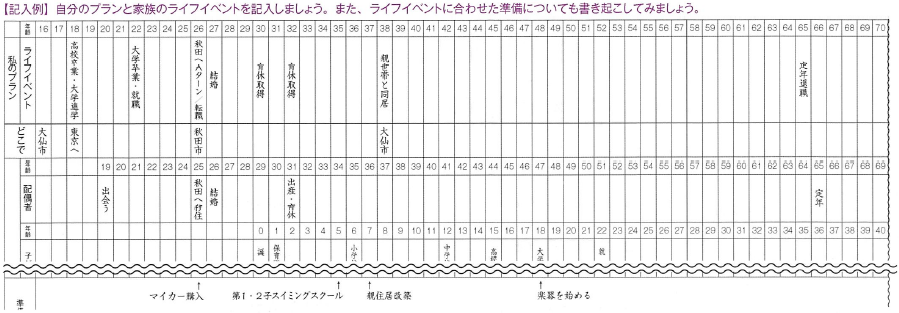 【記入例】自分のプランと家族のライフイベントを記入しましょう。また、ライフイベントに合わせた準備についても書き起こしてみましょう。
年齢 16 17 18 19 20 21 22 23 24 25 26 27 28 29 30 31 32 33 34 35 36 37 38 39 40 41 42 43 44 45 46 47 48 49 50 51 52 53 54 55 56 57 58 59 60 61 62 63 64 65 66 67 68 69 70
私のプラン
ライフイベント
高校卒業・大学進学
大学卒業・就職
秋田へAターン・転職
結婚
育休取得
育休取得
親世帯と同居
定年退職
どこで
大仙市
東京へ
秋田市
大仙市
年齢 19 20 21 22 23 24 25 26 27 28 29 30 31 32 33 34 35 36 37 38 39 40 41 42 43 44 45 46 47 48 49 50 51 52 53 54 55 56 57 58 59 60 61 62 63 64 65 66 67 68 69
配偶者
出会う
秋田へ移住
結婚
出産・育休
定年
年齢 0 1 2 3 4 5 6 7 8 9 10 11 12 13 14 15 16 17 18 19 20 21 22 23 24 25 26 27 28 29 30 31 32 33 34 35 36 37 38 39 40
子
誕
保育
小学
中学
高校
大学
就
準
マイカー購入
第1・2子スイミングスクール
親住居改築
楽器を始める